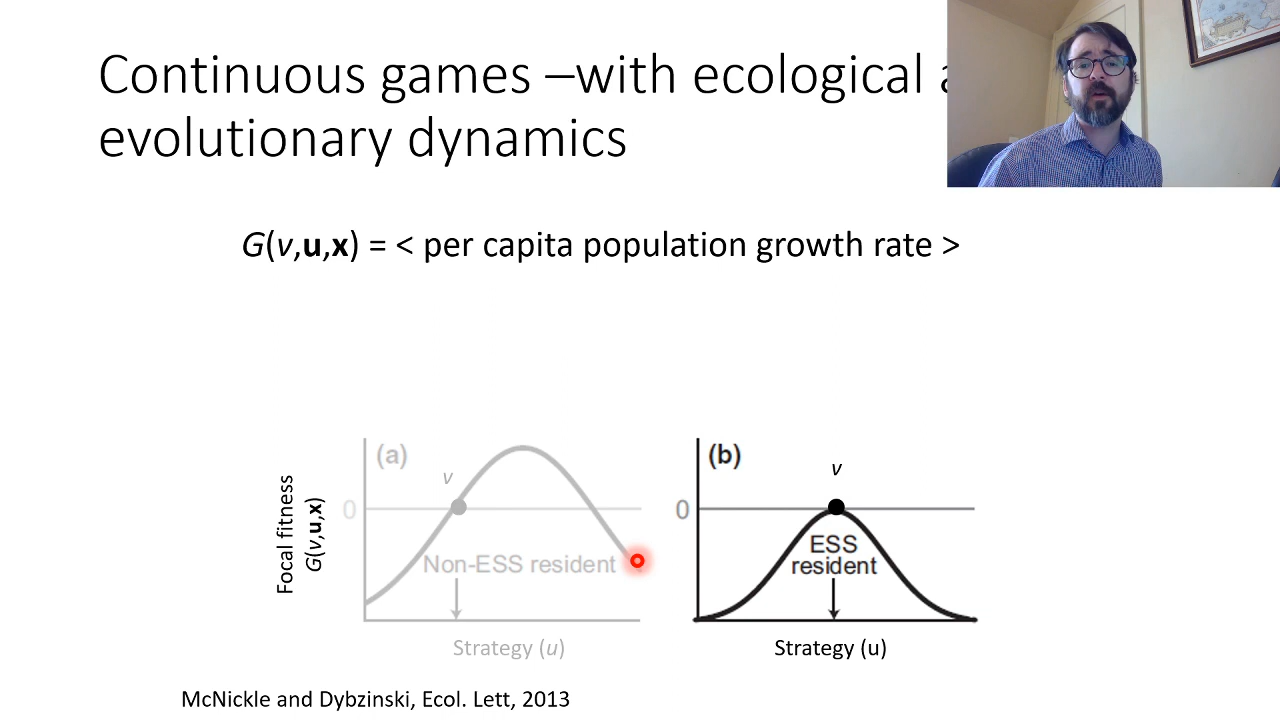 Continuous games –with ecological
evolutionary dynamics
G(v,u,x) = < per capita population growth rate >
(a)
v
0
Non-ESS resident
Strategy (u)
Focal fitness
G(v,u,x)
(b)
v
0
ESS
resident
Strategy (u)
McNickle and Dybzinski, Ecol. Lett, 2013